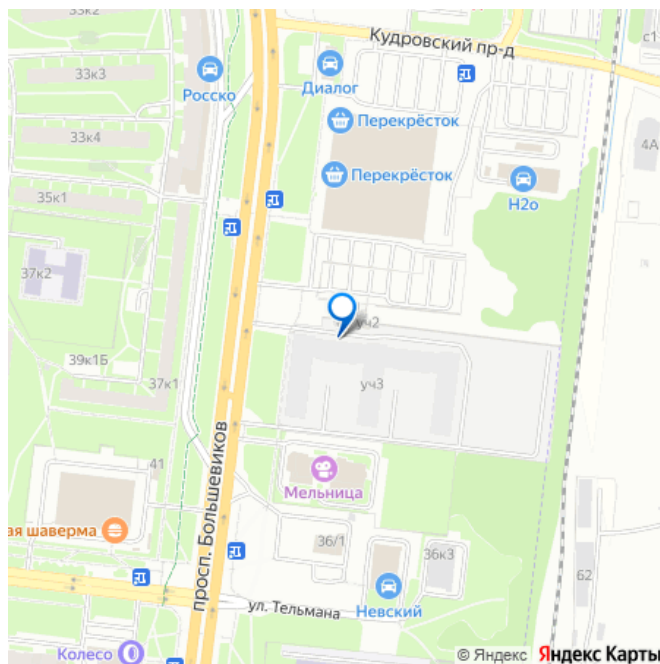 33к2
Кудровский пр-д
33к3
Росско
Диалог
Перекрёсток
33к4
4А
Перекрёсток
35к1
Н2о
37к2
уч2
39к1Б
37к1
уч3
просп. Большевиков
41
Мельница
ая шаверма
36/1
36к3
62
ул. Тельмана
Невский
Колесо
© Яндекс Яндекс Карты